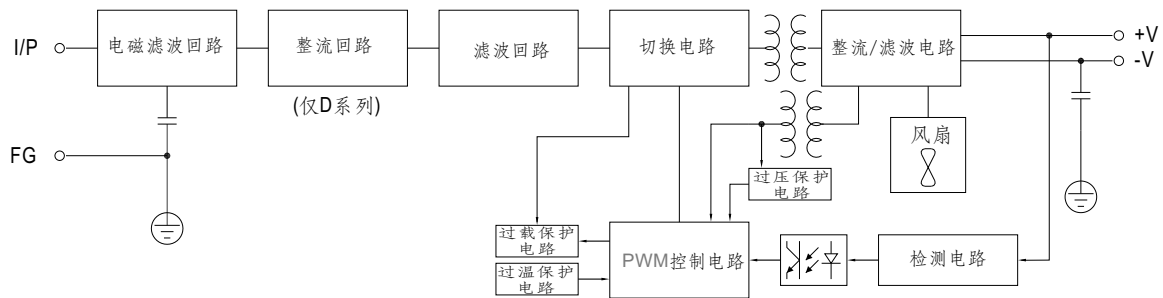 I/P
电磁滤波回路
整流回路
滤波回路
切换电路
整流/滤波电路
+V
-V
(仅D系列)
FG
风扇
过压保护
电路
过载保护
电路
过温保护
电路
PWM控制电路
检测电路